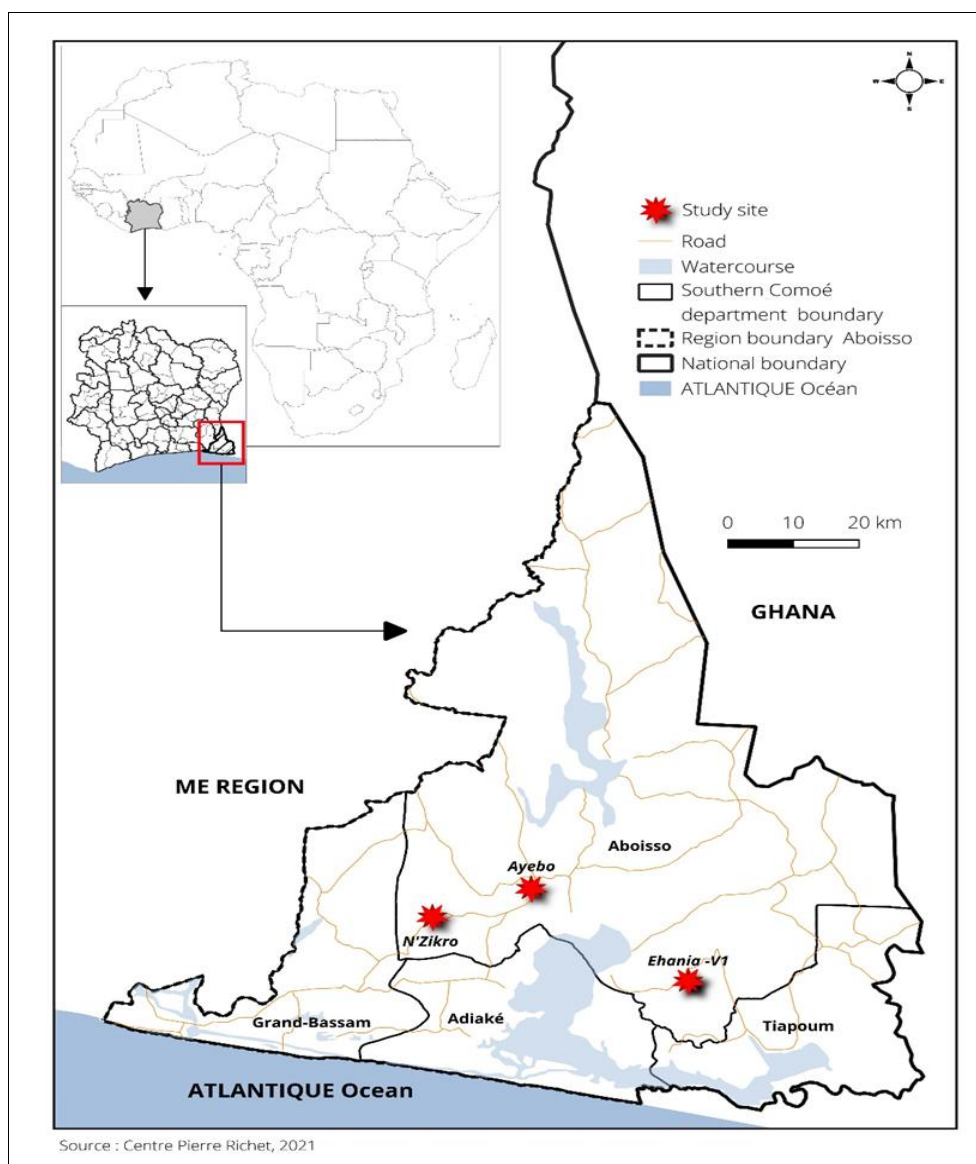 N
W E
S
Study site
Road
Watercourse
Southern Comoé
department boundary
Region boundary Aboisso
National boundary
ATLANTIQUE Océan
0 10 20 km
GHANA
ME REGION
Aboisso
Ayebo
N'Zikro
Ehania -V1
Grand-Bassam
Adiaké
Tiapoum
ATLANTIQUE Ocean
Source : Centre Pierre Richet, 2021